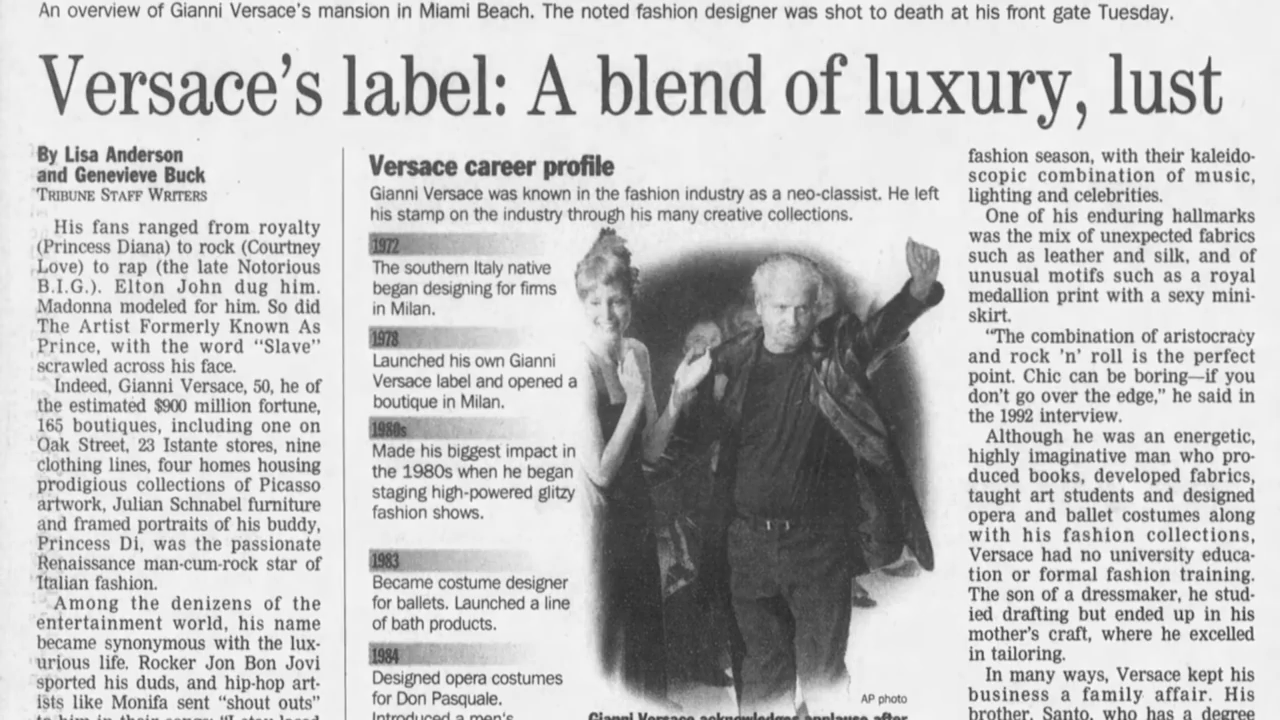 An overview of Gianni Versace's mansion in Miami Beach. The noted fashion designer was shot to death at his front gate Tuesday.
Versace's label: A blend of luxury, lust
By Lisa Anderson
and Genevieve Buck
TRIBUNE STAFF WRITERS
His fans ranged from royalty
(Princess Diana) to rock (Courtney
Love) to rap (the late Notorious
B.I.G.). Elton John dug him.
Madonna modeled for him. So did
The Artist Formerly Known As
Prince, with the word “Slave”
scrawled across his face.
Indeed, Gianni Versace, 50, he of
the estimated $900 million fortune,
165 boutiques, including one on
Oak Street, 23 Istante stores, nine
clothing lines, four homes housing
prodigious collections of Picasso
artwork, Julian Schnabel furniture
and framed portraits of his buddy,
Princess Di, was the passionate
Renaissance man-cum-rock star of
Italian fashion.
Among the denizens of the
entertainment world, his name
became synonymous with the lux-
urious life. Rocker Jon Bon Jovi
sported his duds, and hip-hop art-
ists like Monifa sent “shout outs”
to him in their songs: “I stay laced
Versace career profile
Gianni Versace was known in the fashion industry as a neo-classist. He left
his stamp on the industry through his many creative collections.
1972
The southern Italy native
began designing for firms
in Milan.
1978
Launched his own Gianni
Versace label and opened a
boutique in Milan.
1980s
Made his biggest impact in
the 1980s when he began
staging high-powered glitzy
fashion shows.
1983
Became costume designer
for ballets. Launched a line
of bath products.
1984
Designed opera costumes
for Don Pasquale.
Introduced a men's
AP photo
Gianni Versace acknowledges applause after
fashion season, with their kaleido-
scopic combination of music,
lighting and celebrities.
One of his enduring hallmarks
was the mix of unexpected fabrics
such as leather and silk, and of
unusual motifs such as a royal
medallion print with a sexy mini-
skirt.
“The combination of aristocracy
and rock 'n' roll is the perfect
point. Chic can be boring—if you
don't go over the edge,” he said in
the 1992 interview.
Although he was an energetic,
highly imaginative man who pro-
duced books, developed fabrics,
taught art students and designed
opera and ballet costumes along
with his fashion collections,
Versace had no university educa-
tion or formal fashion training.
The son of a dressmaker, he stud-
ied drafting but ended up in his
mother's craft, where he excelled
in tailoring.
In many ways, Versace kept his
business a family affair. His
brother, Santo, who has a degree